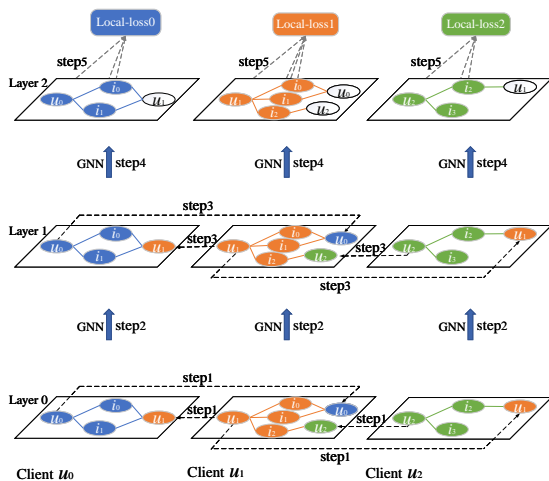 Local-loss0 Local-loss1 Local-loss2
step5 step5 step5
Layer 2
i0 i0 i2 u1
u0 u1 u1 i1 u0 u2
i1 i2 u2 i3
GNN step4 GNN step4 GNN step4
step3
Layer 1
i0 i0 i2 u1
u0 u1 step3 u1 i1 u0 step3 u2
i1 i2 u2 i3
step3
GNN step2 GNN step2 GNN step2
step1
Layer 0
i0 i0 i2 u1
u0 u1 step1 u1 i1 u0 step1 u2
i1 i2 u2 i3
step1
Client u0 Client u1 Client u2